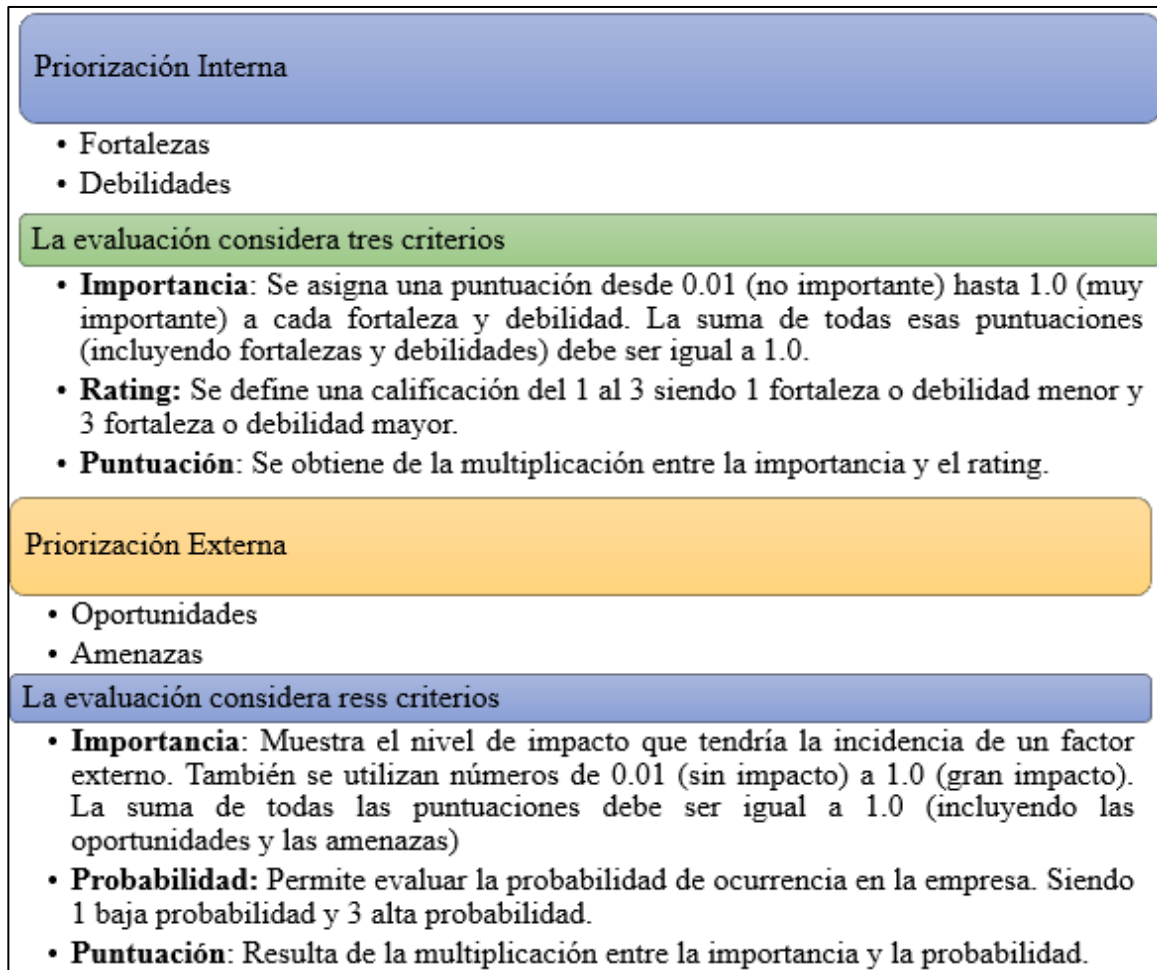 Priorización Interna
• Fortalezas
• Debilidades
La evaluación considera tres criterios
• Importancia: Se asigna una puntuación desde 0.01 (no importante) hasta 1.0 (muy
importante) a cada fortaleza y debilidad. La suma de todas esas puntuaciones
(incluyendo fortalezas y debilidades) debe ser igual a 1.0.
• Rating: Se define una calificación del 1 al 3 siendo 1 fortaleza o debilidad menor y
3 fortaleza o debilidad mayor.
• Puntuación: Se obtiene de la multiplicación entre la importancia y el rating.
Priorización Externa
• Oportunidades
• Amenazas
La evaluación considera ress criterios
• Importancia: Muestra el nivel de impacto que tendría la incidencia de un factor
externo. También se utilizan números de 0.01 (sin impacto) a 1.0 (gran impacto).
La suma de todas las puntuaciones debe ser igual a 1.0 (incluyendo las
oportunidades y las amenazas)
• Probabilidad: Permite evaluar la probabilidad de ocurrencia en la empresa. Siendo
1 baja probabilidad y 3 alta probabilidad.
• Puntuación: Resulta de la multiplicación entre la importancia y la probabilidad.